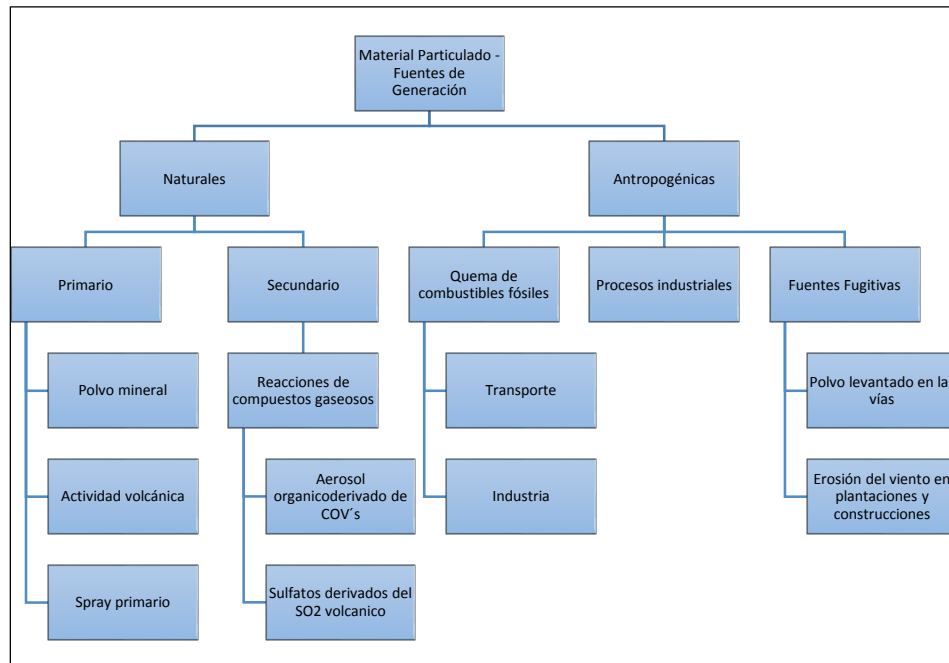 Material Particulado -
Fuentes de
Generación
Naturales
Antropogénicas
Primario
Secundario
Quema de
combustibles fósiles
Procesos industriales
Fuentes Fugitivas
Polvo mineral
Reacciones de
compuestos gaseosos
Transporte
Polvo levantado en la
vías
Actividad volcánica
Aerosol
organicoderivado de
COV´s
Industria
Erosión del viento en
plantaciones y
construcciones
Spray primario
Sulfatos derivados del
SO2 volcanico